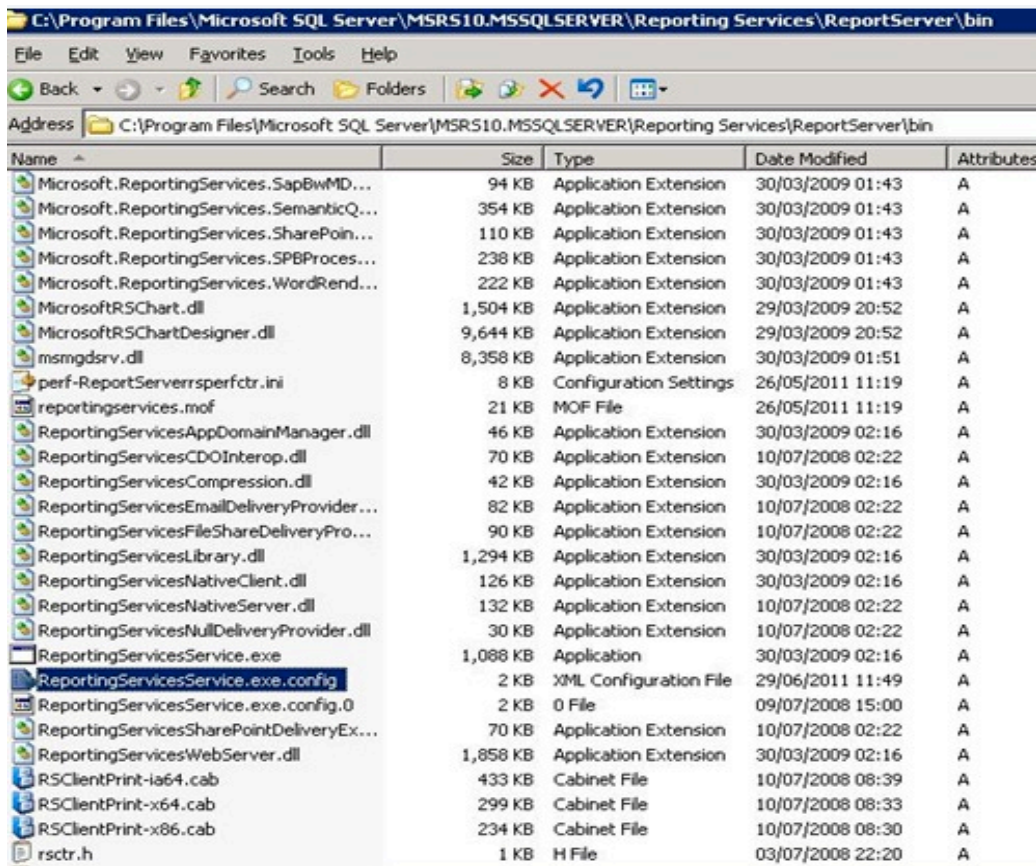 C:\Program Files\Microsoft SQL Server\MSRS10.MSSQLSERVER\Reporting Services\ReportServer\bin
File Edit View Favorites Tools Help
Back Search Folders
Address C:\Program Files\Microsoft SQL Server\MSRS10.MSSQLSERVER\Reporting Services\ReportServer\bin
Name Size Type Date Modified Attributes
Microsoft.ReportingServices.SapBwMD... 94 KB Application Extension 30/03/2009 01:43 A
Microsoft.ReportingServices.SemanticQ... 354 KB Application Extension 30/03/2009 01:43 A
Microsoft.ReportingServices.SharePoin... 110 KB Application Extension 30/03/2009 01:43 A
Microsoft.ReportingServices.SPBProces... 238 KB Application Extension 30/03/2009 01:43 A
Microsoft.ReportingServices.WordRend... 222 KB Application Extension 30/03/2009 01:43 A
MicrosoftRSChart.dll 1,504 KB Application Extension 29/03/2009 20:52 A
MicrosoftRSChartDesigner.dll 9,644 KB Application Extension 29/03/2009 20:52 A
msmgdsrv.dll 8,358 KB Application Extension 30/03/2009 01:51 A
perf-ReportServerrsperfctr.ini 8 KB Configuration Settings 26/05/2011 11:19 A
reportingservices.mof 21 KB MOF File 26/05/2011 11:19 A
ReportingServicesAppDomainManager.dll 46 KB Application Extension 30/03/2009 02:16 A
ReportingServicesCDOInterop.dll 70 KB Application Extension 10/07/2008 02:22 A
ReportingServicesCompression.dll 42 KB Application Extension 30/03/2009 02:16 A
ReportingServicesEmailDeliveryProvider... 82 KB Application Extension 10/07/2008 02:22 A
ReportingServicesFileShareDeliveryPro... 90 KB Application Extension 10/07/2008 02:22 A
ReportingServicesLibrary.dll 1,294 KB Application Extension 30/03/2009 02:16 A
ReportingServicesNativeClient.dll 126 KB Application Extension 30/03/2009 02:16 A
ReportingServicesNativeServer.dll 132 KB Application Extension 10/07/2008 02:22 A
ReportingServicesNullDeliveryProvider.dll 30 KB Application Extension 10/07/2008 02:22 A
ReportingServicesService.exe 1,088 KB Application 30/03/2009 02:16 A
ReportingServicesService.exe.config 2 KB XML Configuration File 29/06/2011 11:49 A
ReportingServicesService.exe.config.0 2 KB 0 File 09/07/2008 15:00 A
ReportingServicesSharePointDeliveryEx... 70 KB Application Extension 10/07/2008 02:22 A
ReportingServicesWebServer.dll 1,858 KB Application Extension 30/03/2009 02:16 A
RSClientPrint-ia64.cab 433 KB Cabinet File 10/07/2008 08:39 A
RSClientPrint-x64.cab 299 KB Cabinet File 10/07/2008 08:33 A
RSClientPrint-x86.cab 234 KB Cabinet File 10/07/2008 08:30 A
rsctr.h 1 KB H File 03/07/2008 22:20 A